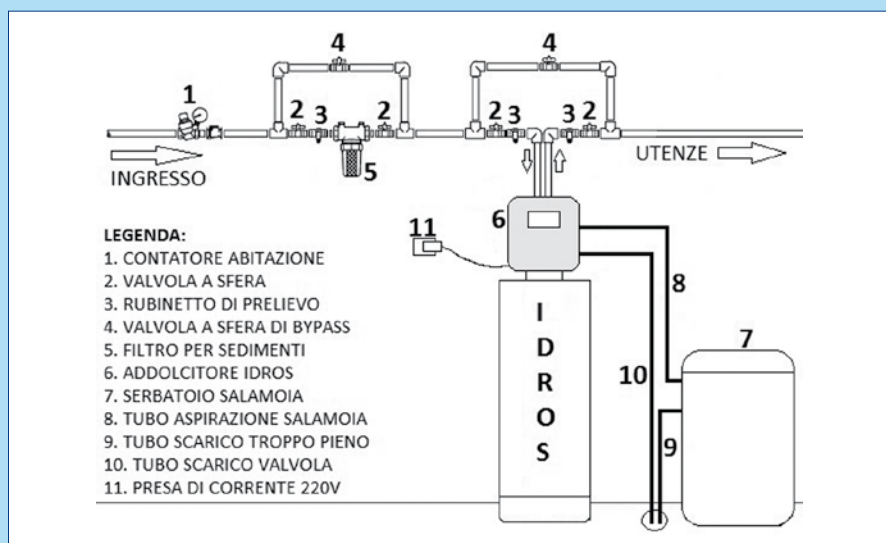 4
4
1
2
3
2
2
3
3
2
INGRESSO
5
UTENZE
6
11
LEGENDA:
1. CONTATORE ABITAZIONE
2. VALVOLA A SFERA
3. RUBINETTO DI PRELIEVO
4. VALVOLA A SFERA DI BYPASS
5. FILTRO PER SEDIMENTI
6. ADDOLCITORE IDROS
7. SERBATOIO SALAMOIA
8. TUBO ASPIRAZIONE SALAMOIA
9. TUBO SCARICO TROPPO PIENO
10. TUBO SCARICO VALVOLA
11. PRESA DI CORRENTE 220V
I
D
R
O
S
8
7
10
9